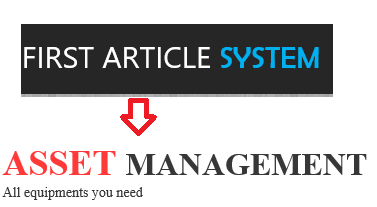 FIRST ARTICLE SYSTEM
ASSET MANAGEMENT
All equipments you need